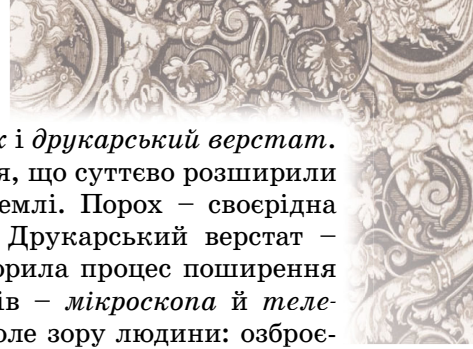 х і друкарський верстат.
я, що суттєво розширили
емлі. Порох – своєрідна
Друкарський верстат –
орила процес поширення
ів – мікроскопа й теле-
оле зору людини: озброє-